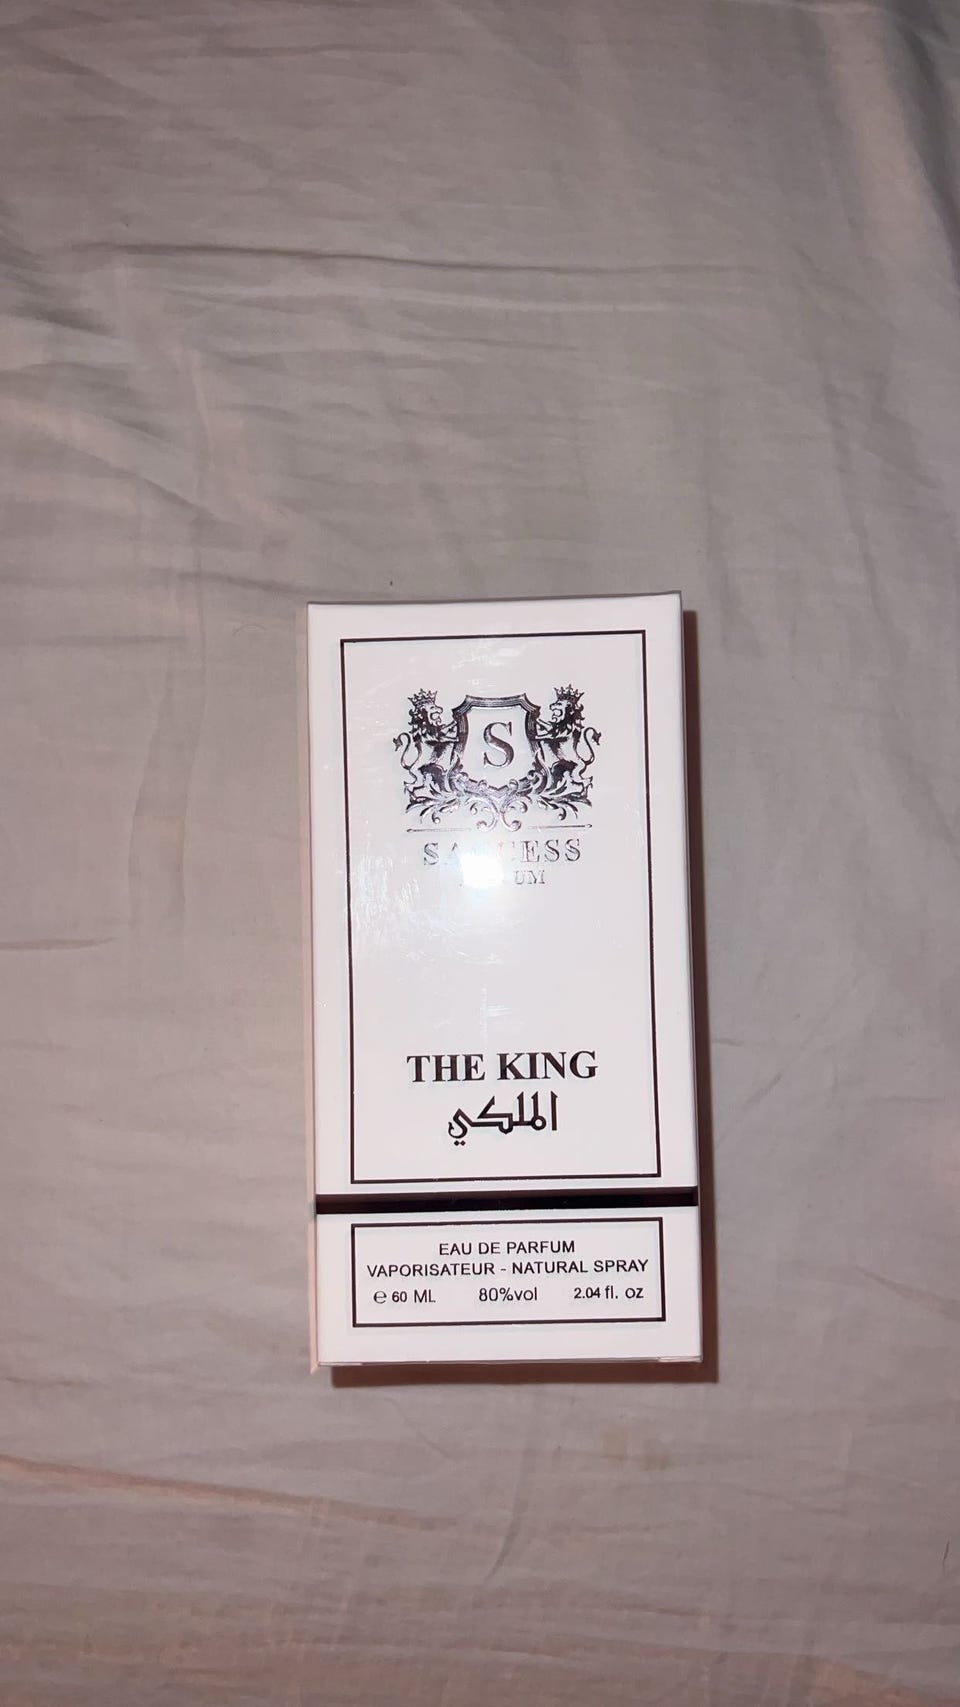 S
THE KING
الملكي
EAU DE PARFUM
VAPORISATEUR - NATURAL SPRAY
℮ 60 ML 80%vol 2.04 fl. oz